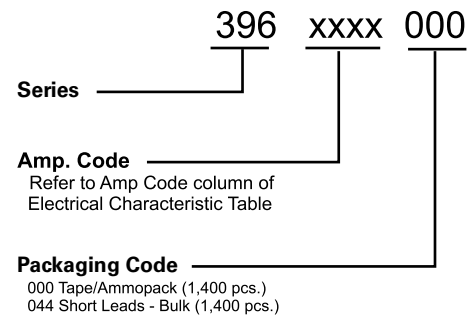 396 xxxx 000
Series
Amp. Code
Refer to Amp Code column of
Electrical Characteristic Table
Packaging Code
000 Tape/Ammopack (1,400 pcs.)
044 Short Leads - Bulk (1,400 pcs.)